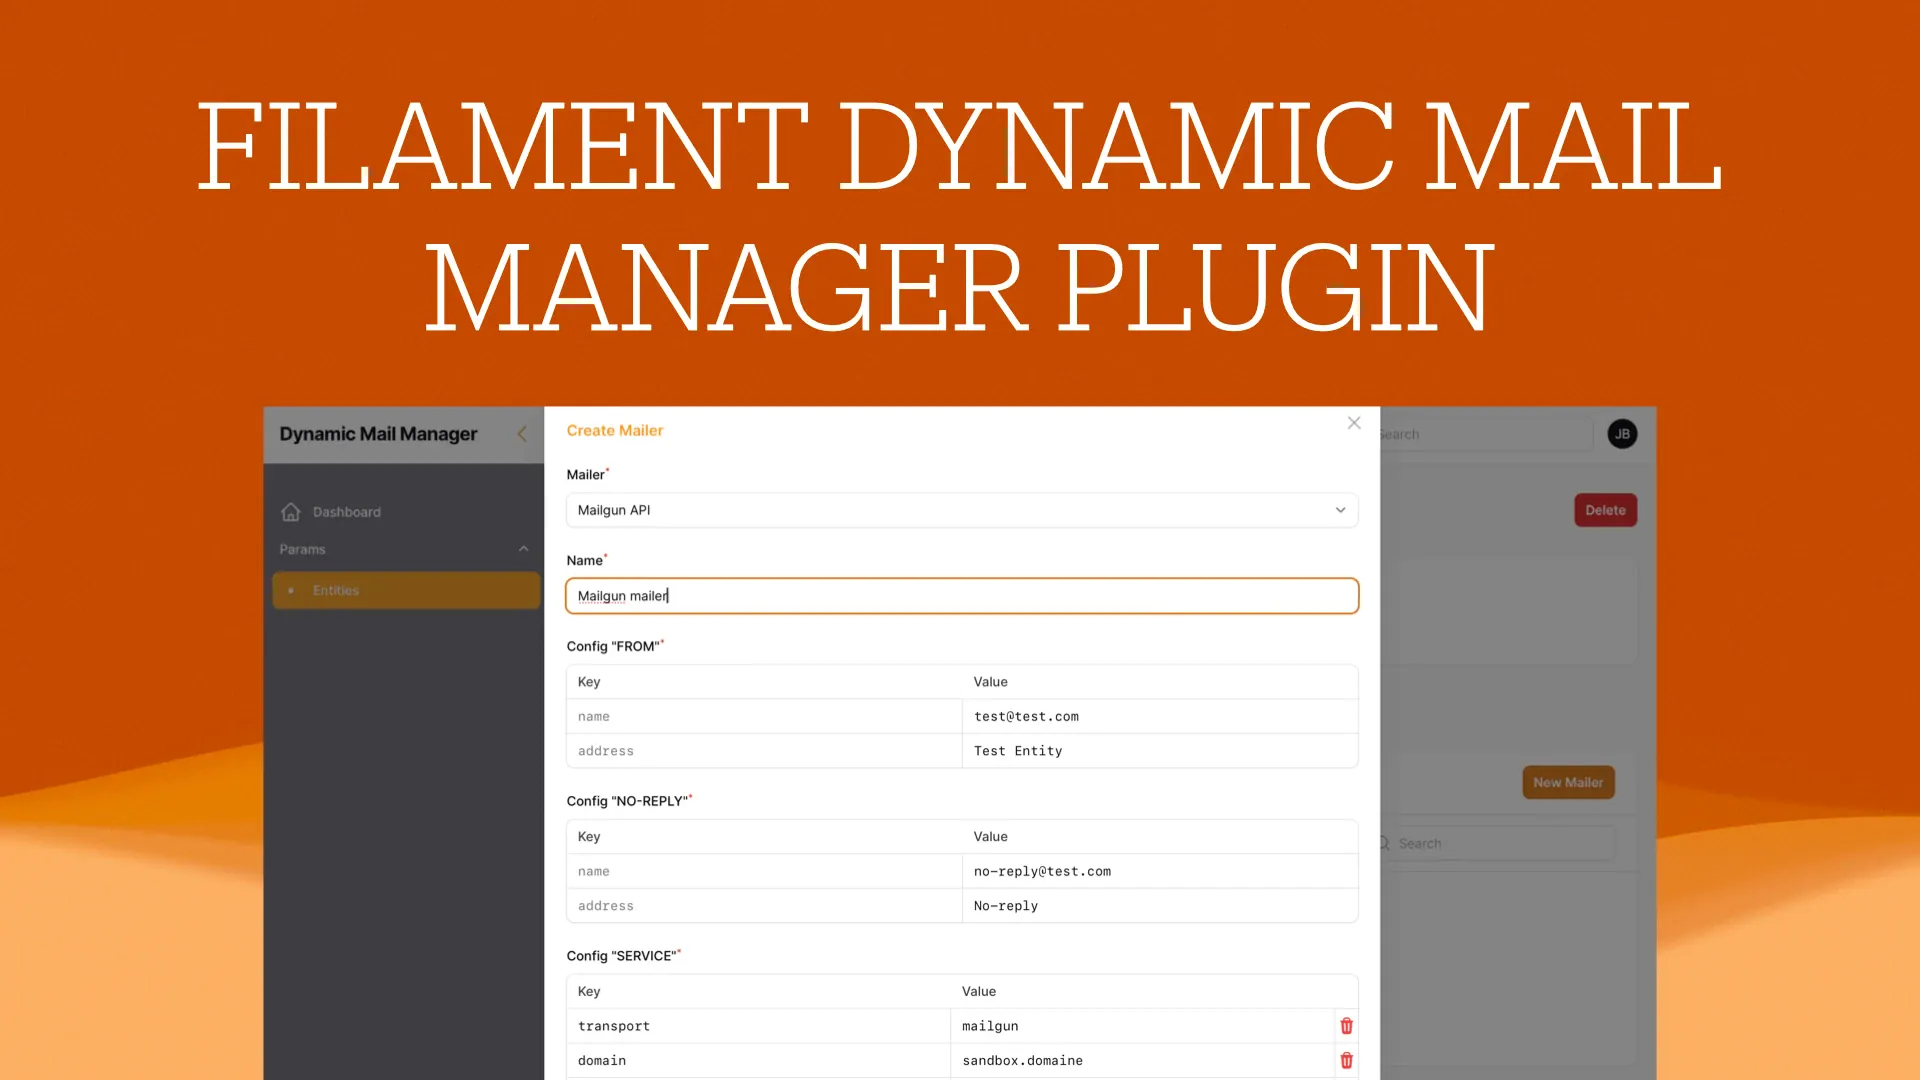 FILAMENT DYNAMIC MAIL
MANAGER PLUGIN
Dynamic Mail Manager
Create Mailer
Search
JB
Mailer*
Dashboard
Mailgun API
Delete
Params
Name*
Entities
Mailgun mailer
Config "FROM"*
Key Value
name test@test.com
address Test Entity
New Mailer
Config "NO-REPLY"*
Key Value
Search
name no-reply@test.com
address No-reply
Config "SERVICE"*
Key Value
transport mailgun
domain sandbox.domaine